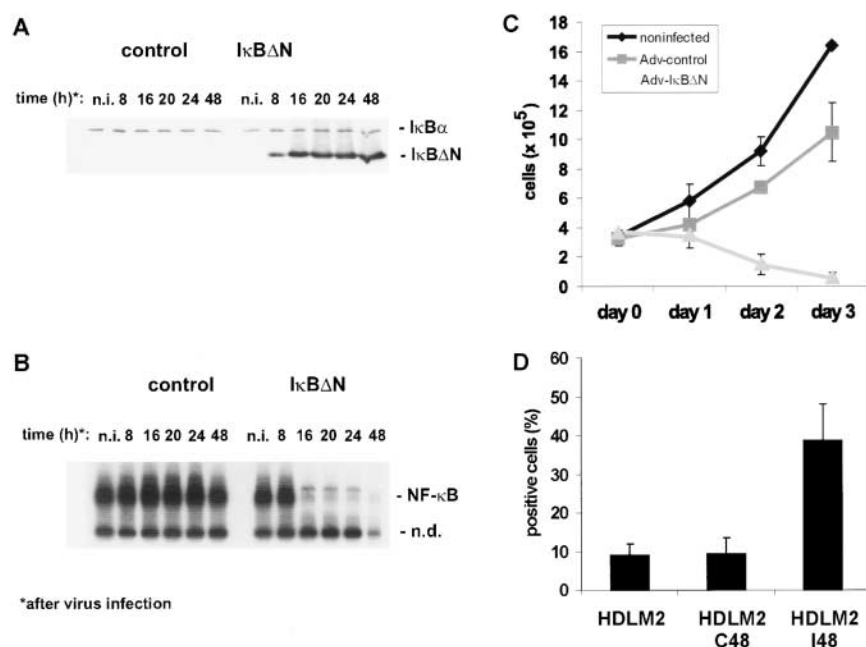 A
control IκBΔN
time (h)*: n.i. 8 16 20 24 48 n.i. 8 16 20 24 48
- IκBα
- IκBΔN
B
control IκBΔN
time (h)*: n.i. 8 16 20 24 48 n.i. 8 16 20 24 48
- NF-κB
- n.d.
*after virus infection
C
noninfected
Adv-control
Adv-IκBΔN
cells (x 10⁵)
18
16
14
12
10
8
6
4
2
0
day 0 day 1 day 2 day 3
D
positive cells (%)
60
50
40
30
20
10
0
HDLM2 HDLM2 HDLM2
C48 I48